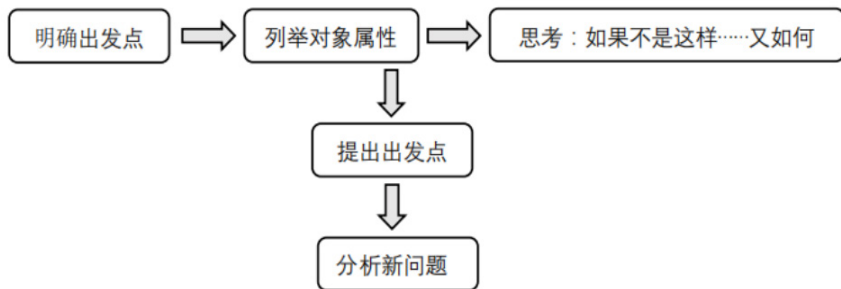 明确出发点
列举对象属性
思考：如果不是这样……又如何
提出出发点
分析新问题